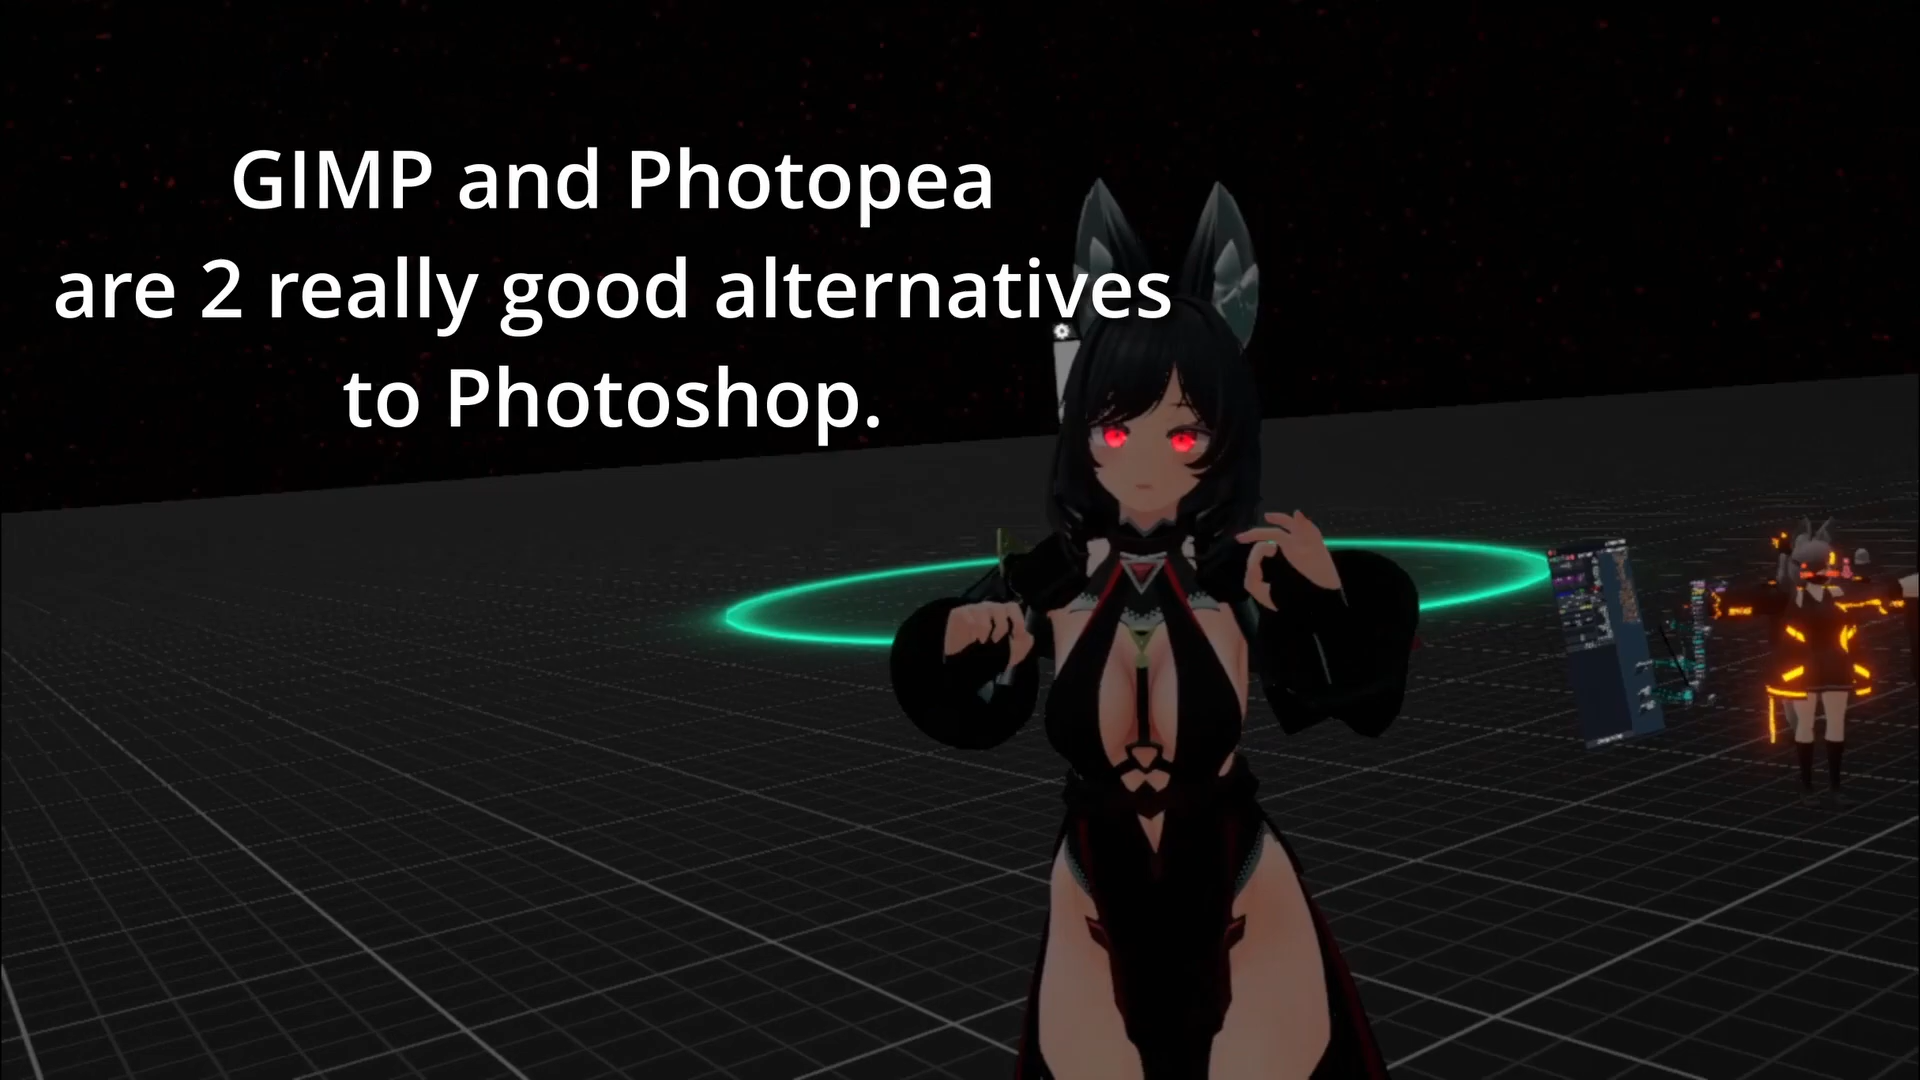 GIMP and Photopea
are 2 really good alternatives
to Photoshop.